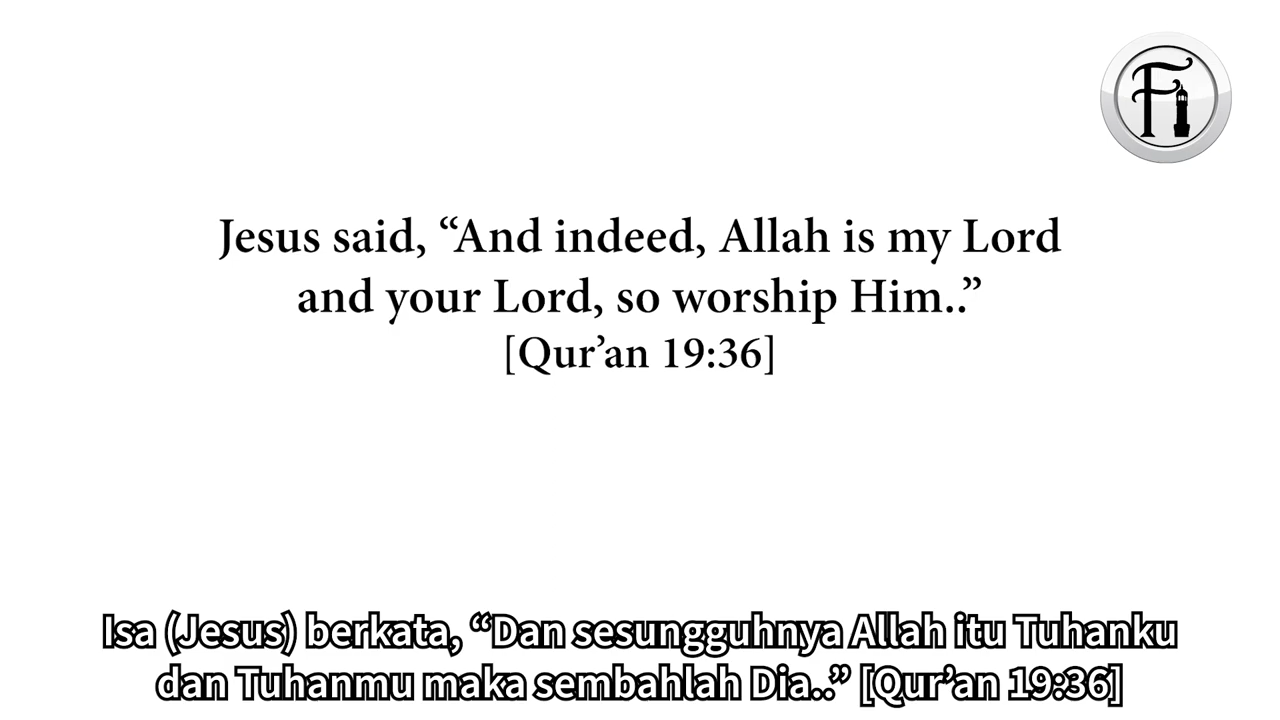 Fi
Jesus said, “And indeed, Allah is my Lord
and your Lord, so worship Him..”
[Qur’an 19:36]
Isa (Jesus) berkata, “Dan sesungguhnya Allah itu Tuhanku
dan Tuhanmu maka sembahlah Dia..” [Qur’an 19:36]